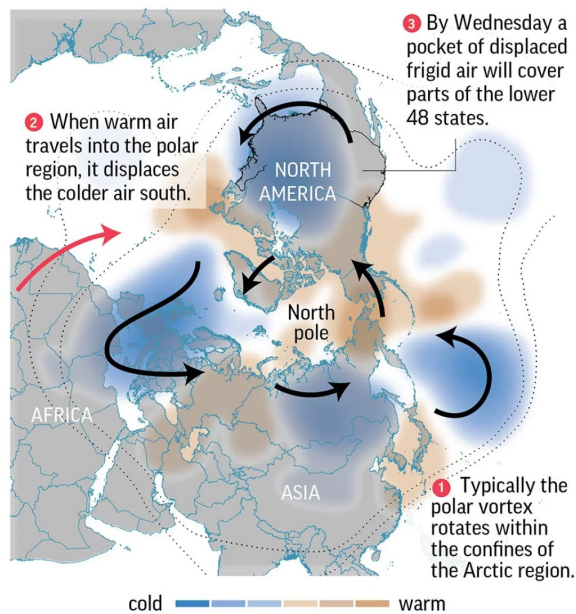 3 By Wednesday a
pocket of displaced
frigid air will cover
parts of the lower
48 states.
2 When warm air
travels into the polar
region, it displaces
the colder air south.
NORTH
AMERICA
North
pole
AFRICA
ASIA
1 Typically the
polar vortex
rotates within
the confines of
the Arctic region.
cold warm